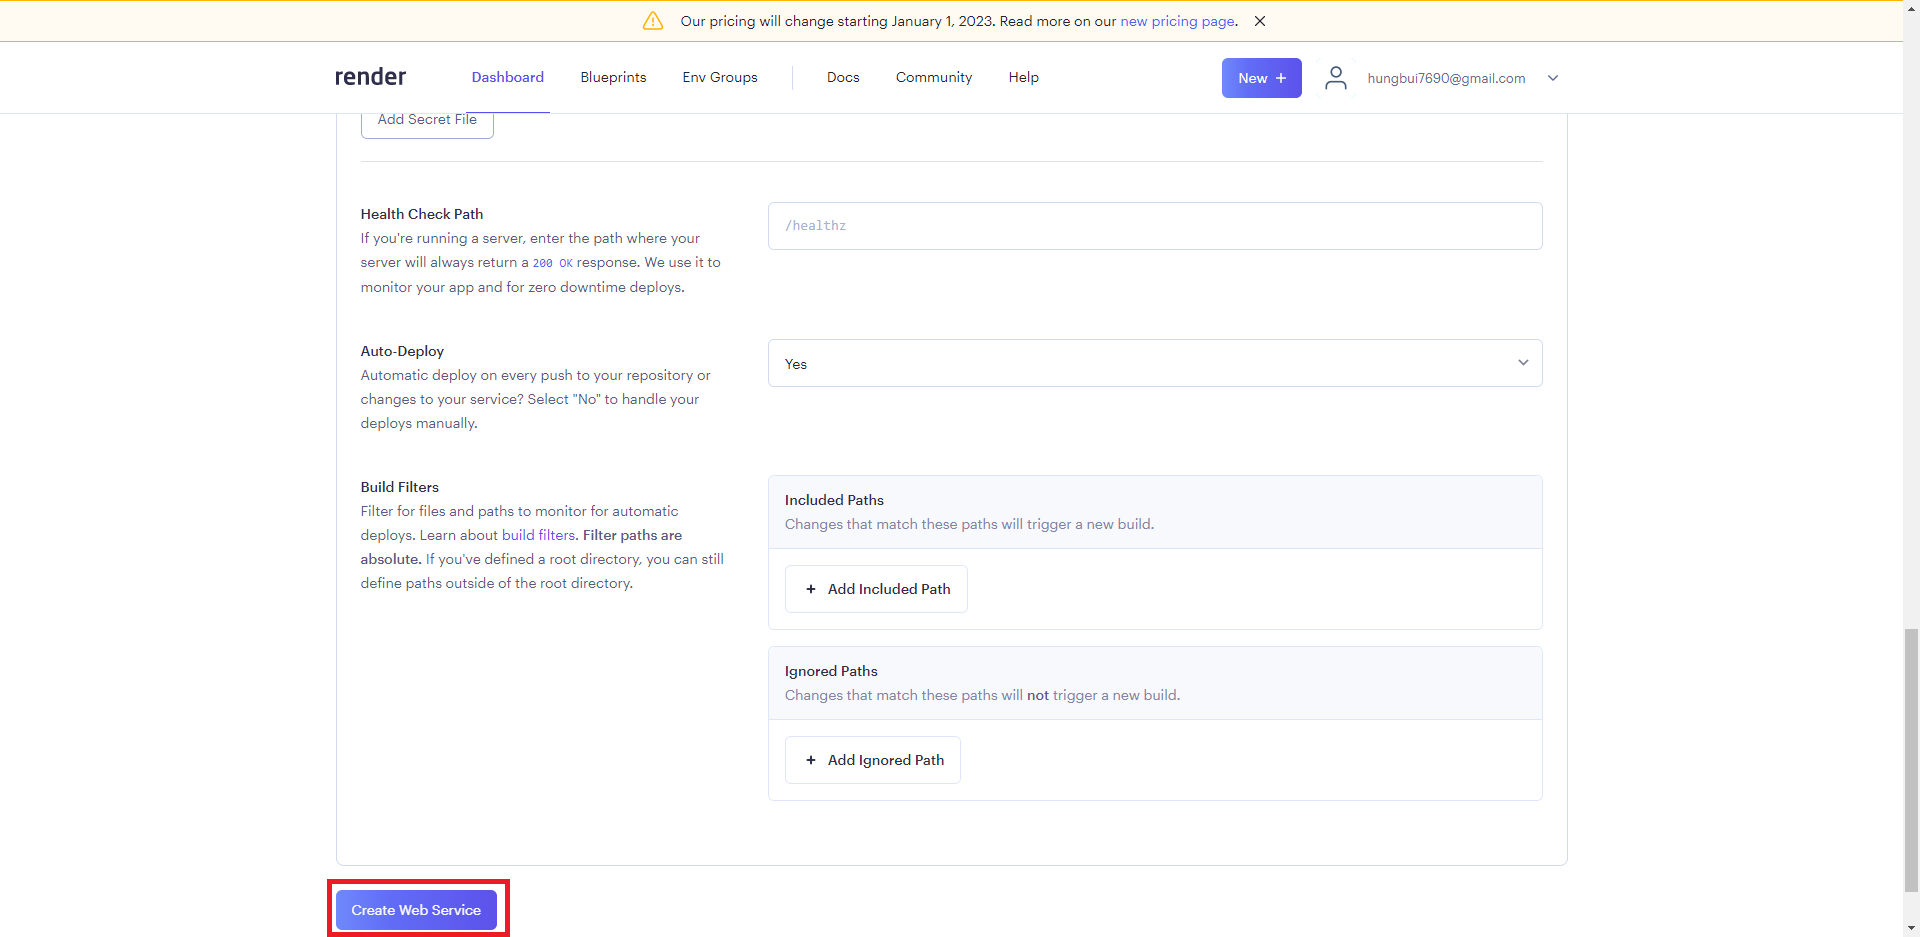 Our pricing will change starting January 1, 2023. Read more on our new pricing page.
render
Dashboard
Blueprints
Env Groups
Docs
Community
Help
New +
hungbui7690@gmail.com
Add Secret File
Health Check Path
If you're running a server, enter the path where your
server will always return a 200 OK response. We use it to
monitor your app and for zero downtime deploys.
/healthz
Auto-Deploy
Automatic deploy on every push to your repository or
changes to your service? Select "No" to handle your
deploys manually.
Yes
Build Filters
Filter for files and paths to monitor for automatic
deploys. Learn about build filters. Filter paths are
absolute. If you've defined a root directory, you can still
define paths outside of the root directory.
Included Paths
Changes that match these paths will trigger a new build.
+ Add Included Path
Ignored Paths
Changes that match these paths will not trigger a new build.
+ Add Ignored Path
Create Web Service